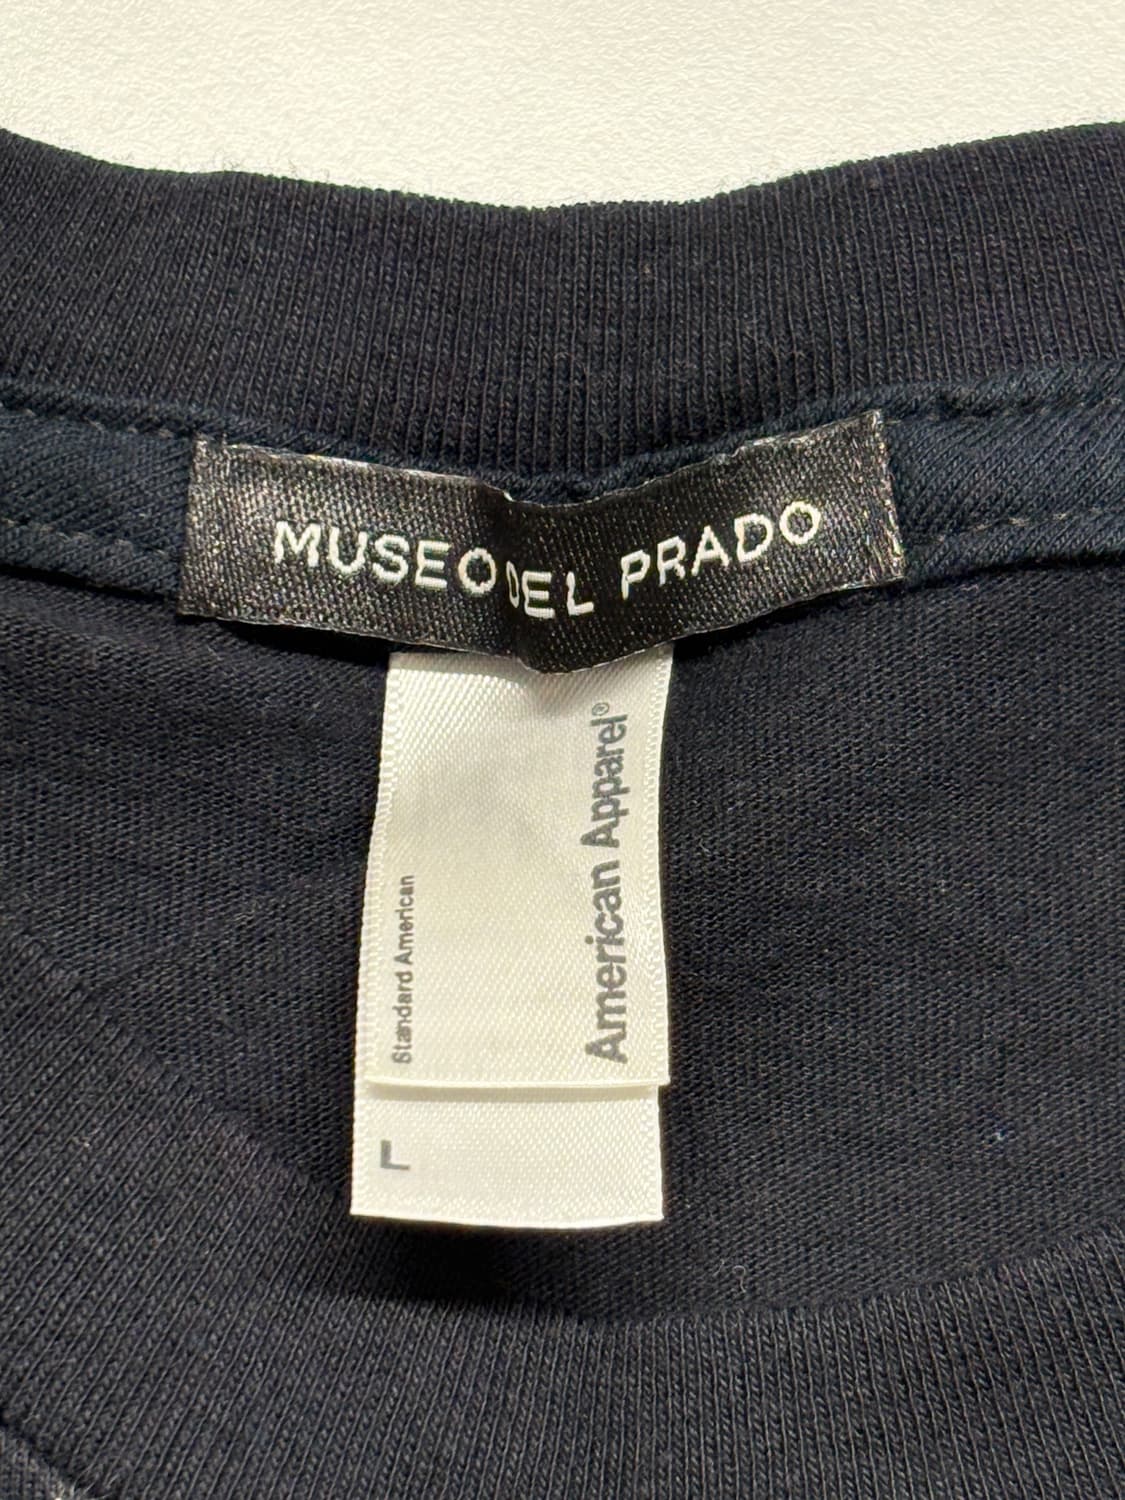 MUSEO DEL PRADO
American Apparel®
Standard American
L